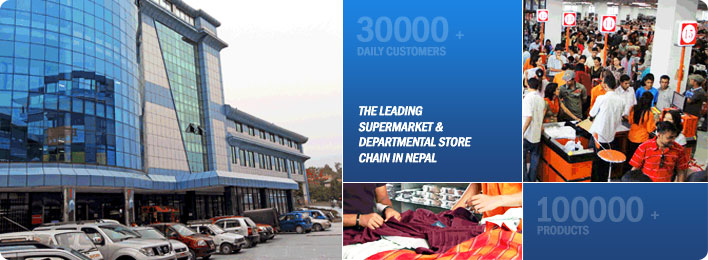 30000 +
DAILY CUSTOMERS
THE LEADING
SUPERMARKET &
DEPARTMENTAL STORE
CHAIN IN NEPAL
100000 +
PRODUCTS